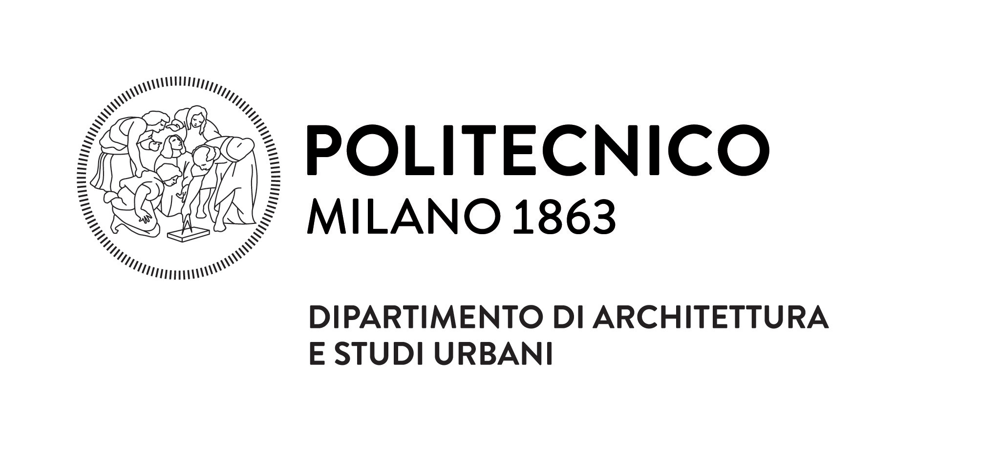 POLITECNICO
MILANO 1863
DIPARTIMENTO DI ARCHITETTURA
E STUDI URBANI